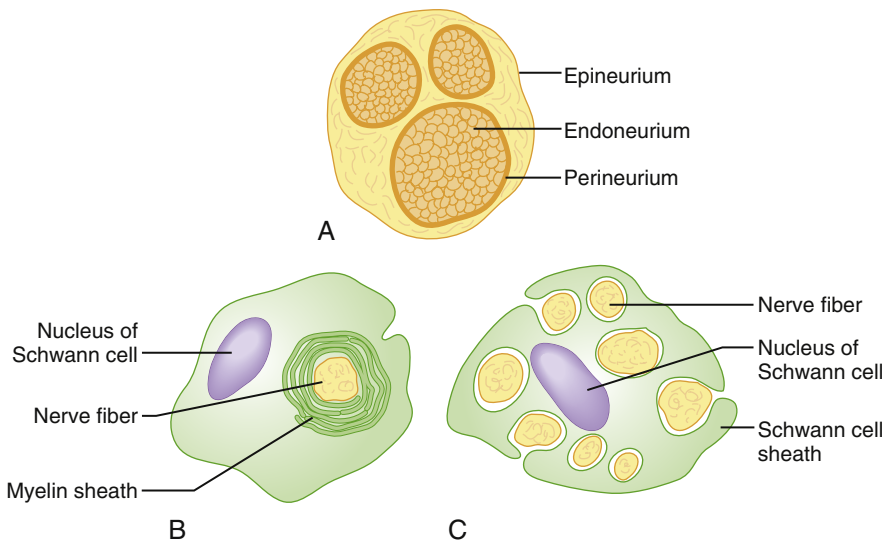 Epineurium
Endoneurium
Perineurium
A
Nucleus of
Schwann cell
Nerve fiber
Myelin sheath
B
Nerve fiber
Nucleus of
Schwann cell
Schwann cell
sheath
C